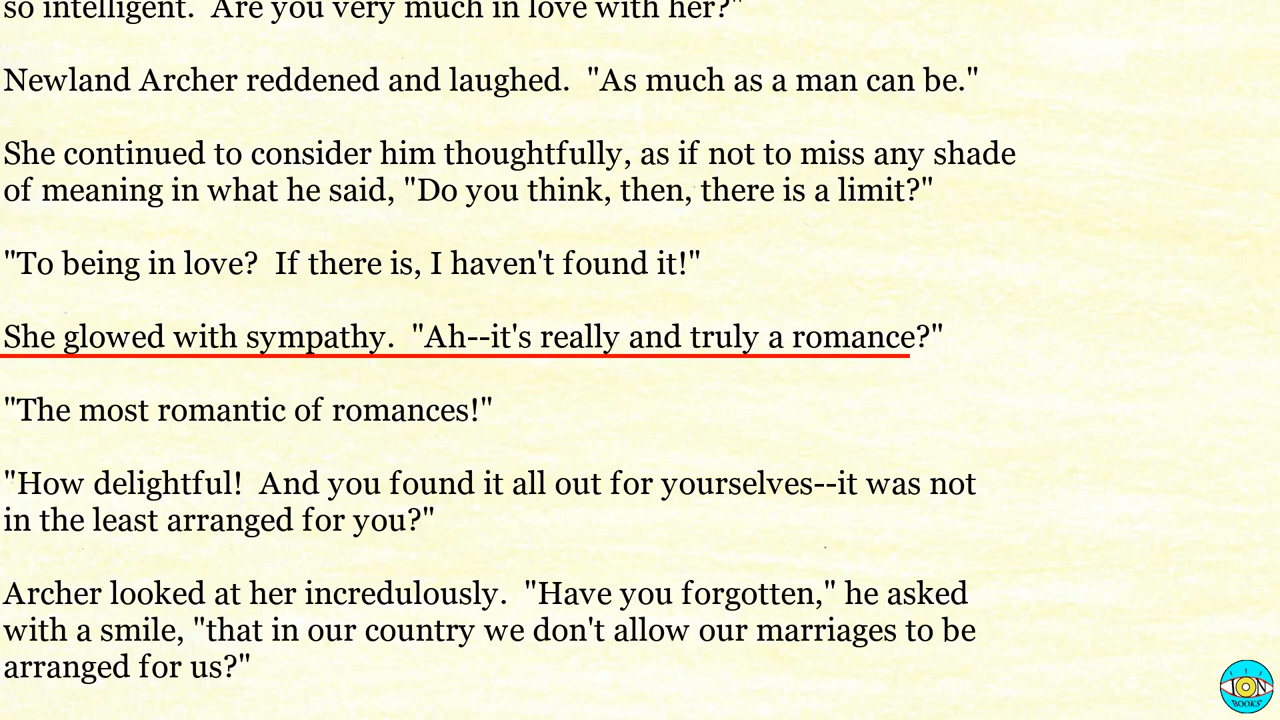 so intelligent.  Are you very much in love with her?"
Newland Archer reddened and laughed.  "As much as a man can be."
She continued to consider him thoughtfully, as if not to miss any shade
of meaning in what he said, "Do you think, then, there is a limit?"
"To being in love?  If there is, I haven't found it!"
She glowed with sympathy.  "Ah--it's really and truly a romance?"
"The most romantic of romances!"
"How delightful!  And you found it all out for yourselves--it was not
in the least arranged for you?"
Archer looked at her incredulously.  "Have you forgotten," he asked
with a smile, "that in our country we don't allow our marriages to be
arranged for us?"
ION
BOOKS